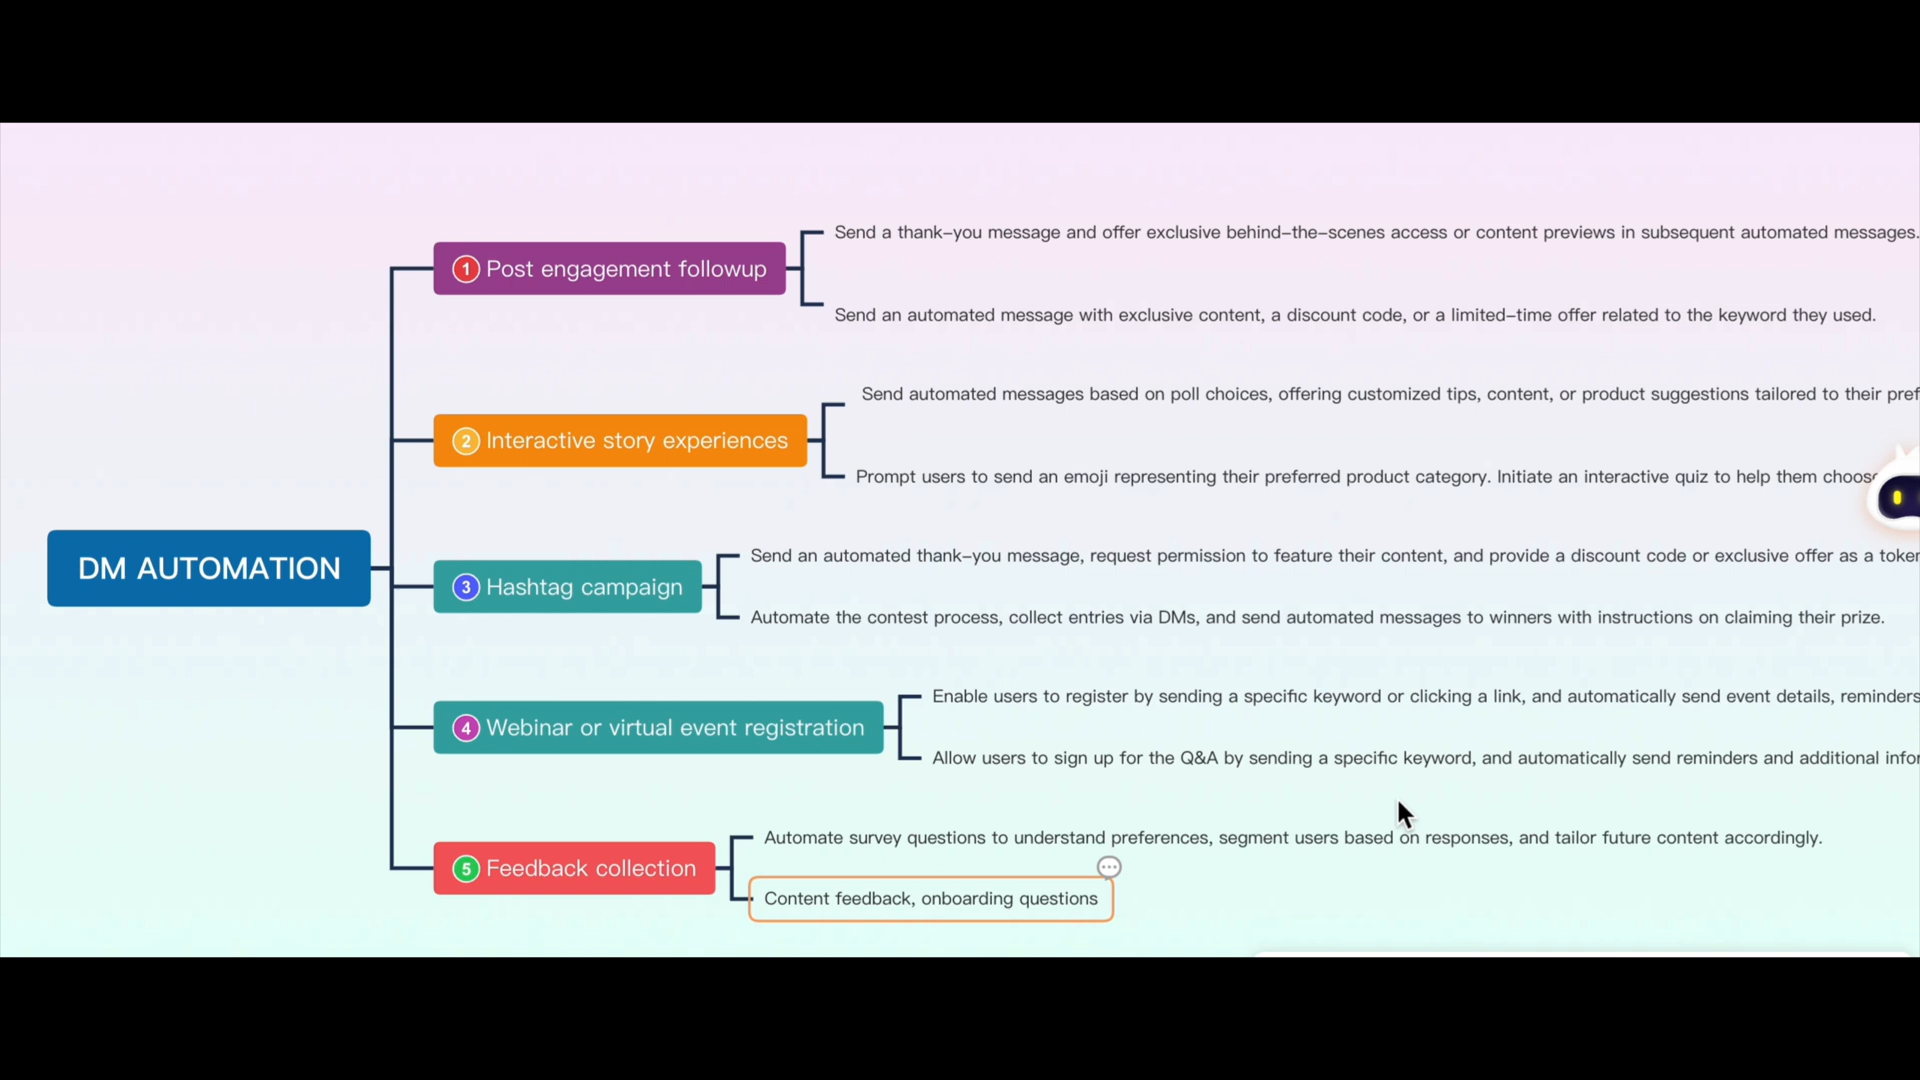 Send a thank-you message and offer exclusive behind-the-scenes access or content previews in subsequent automated messages.
1 Post engagement followup
Send an automated message with exclusive content, a discount code, or a limited-time offer related to the keyword they used.
Send automated messages based on poll choices, offering customized tips, content, or product suggestions tailored to their
2 Interactive story experiences
Prompt users to send an emoji representing their preferred product category. Initiate an interactive quiz to help them
DM AUTOMATION
Send an automated thank-you message, request permission to feature their content, and provide a discount code or exclusive offer as a
3 Hashtag campaign
Automate the contest process, collect entries via DMs, and send automated messages to winners with instructions on claiming their prize.
Enable users to register by sending a specific keyword or clicking a link, and automatically send event details, reminders
4 Webinar or virtual event registration
Allow users to sign up for the Q&A by sending a specific keyword, and automatically send reminders and additional
Automate survey questions to understand preferences, segment users based on responses, and tailor future content accordingly.
5 Feedback collection
Content feedback, onboarding questions